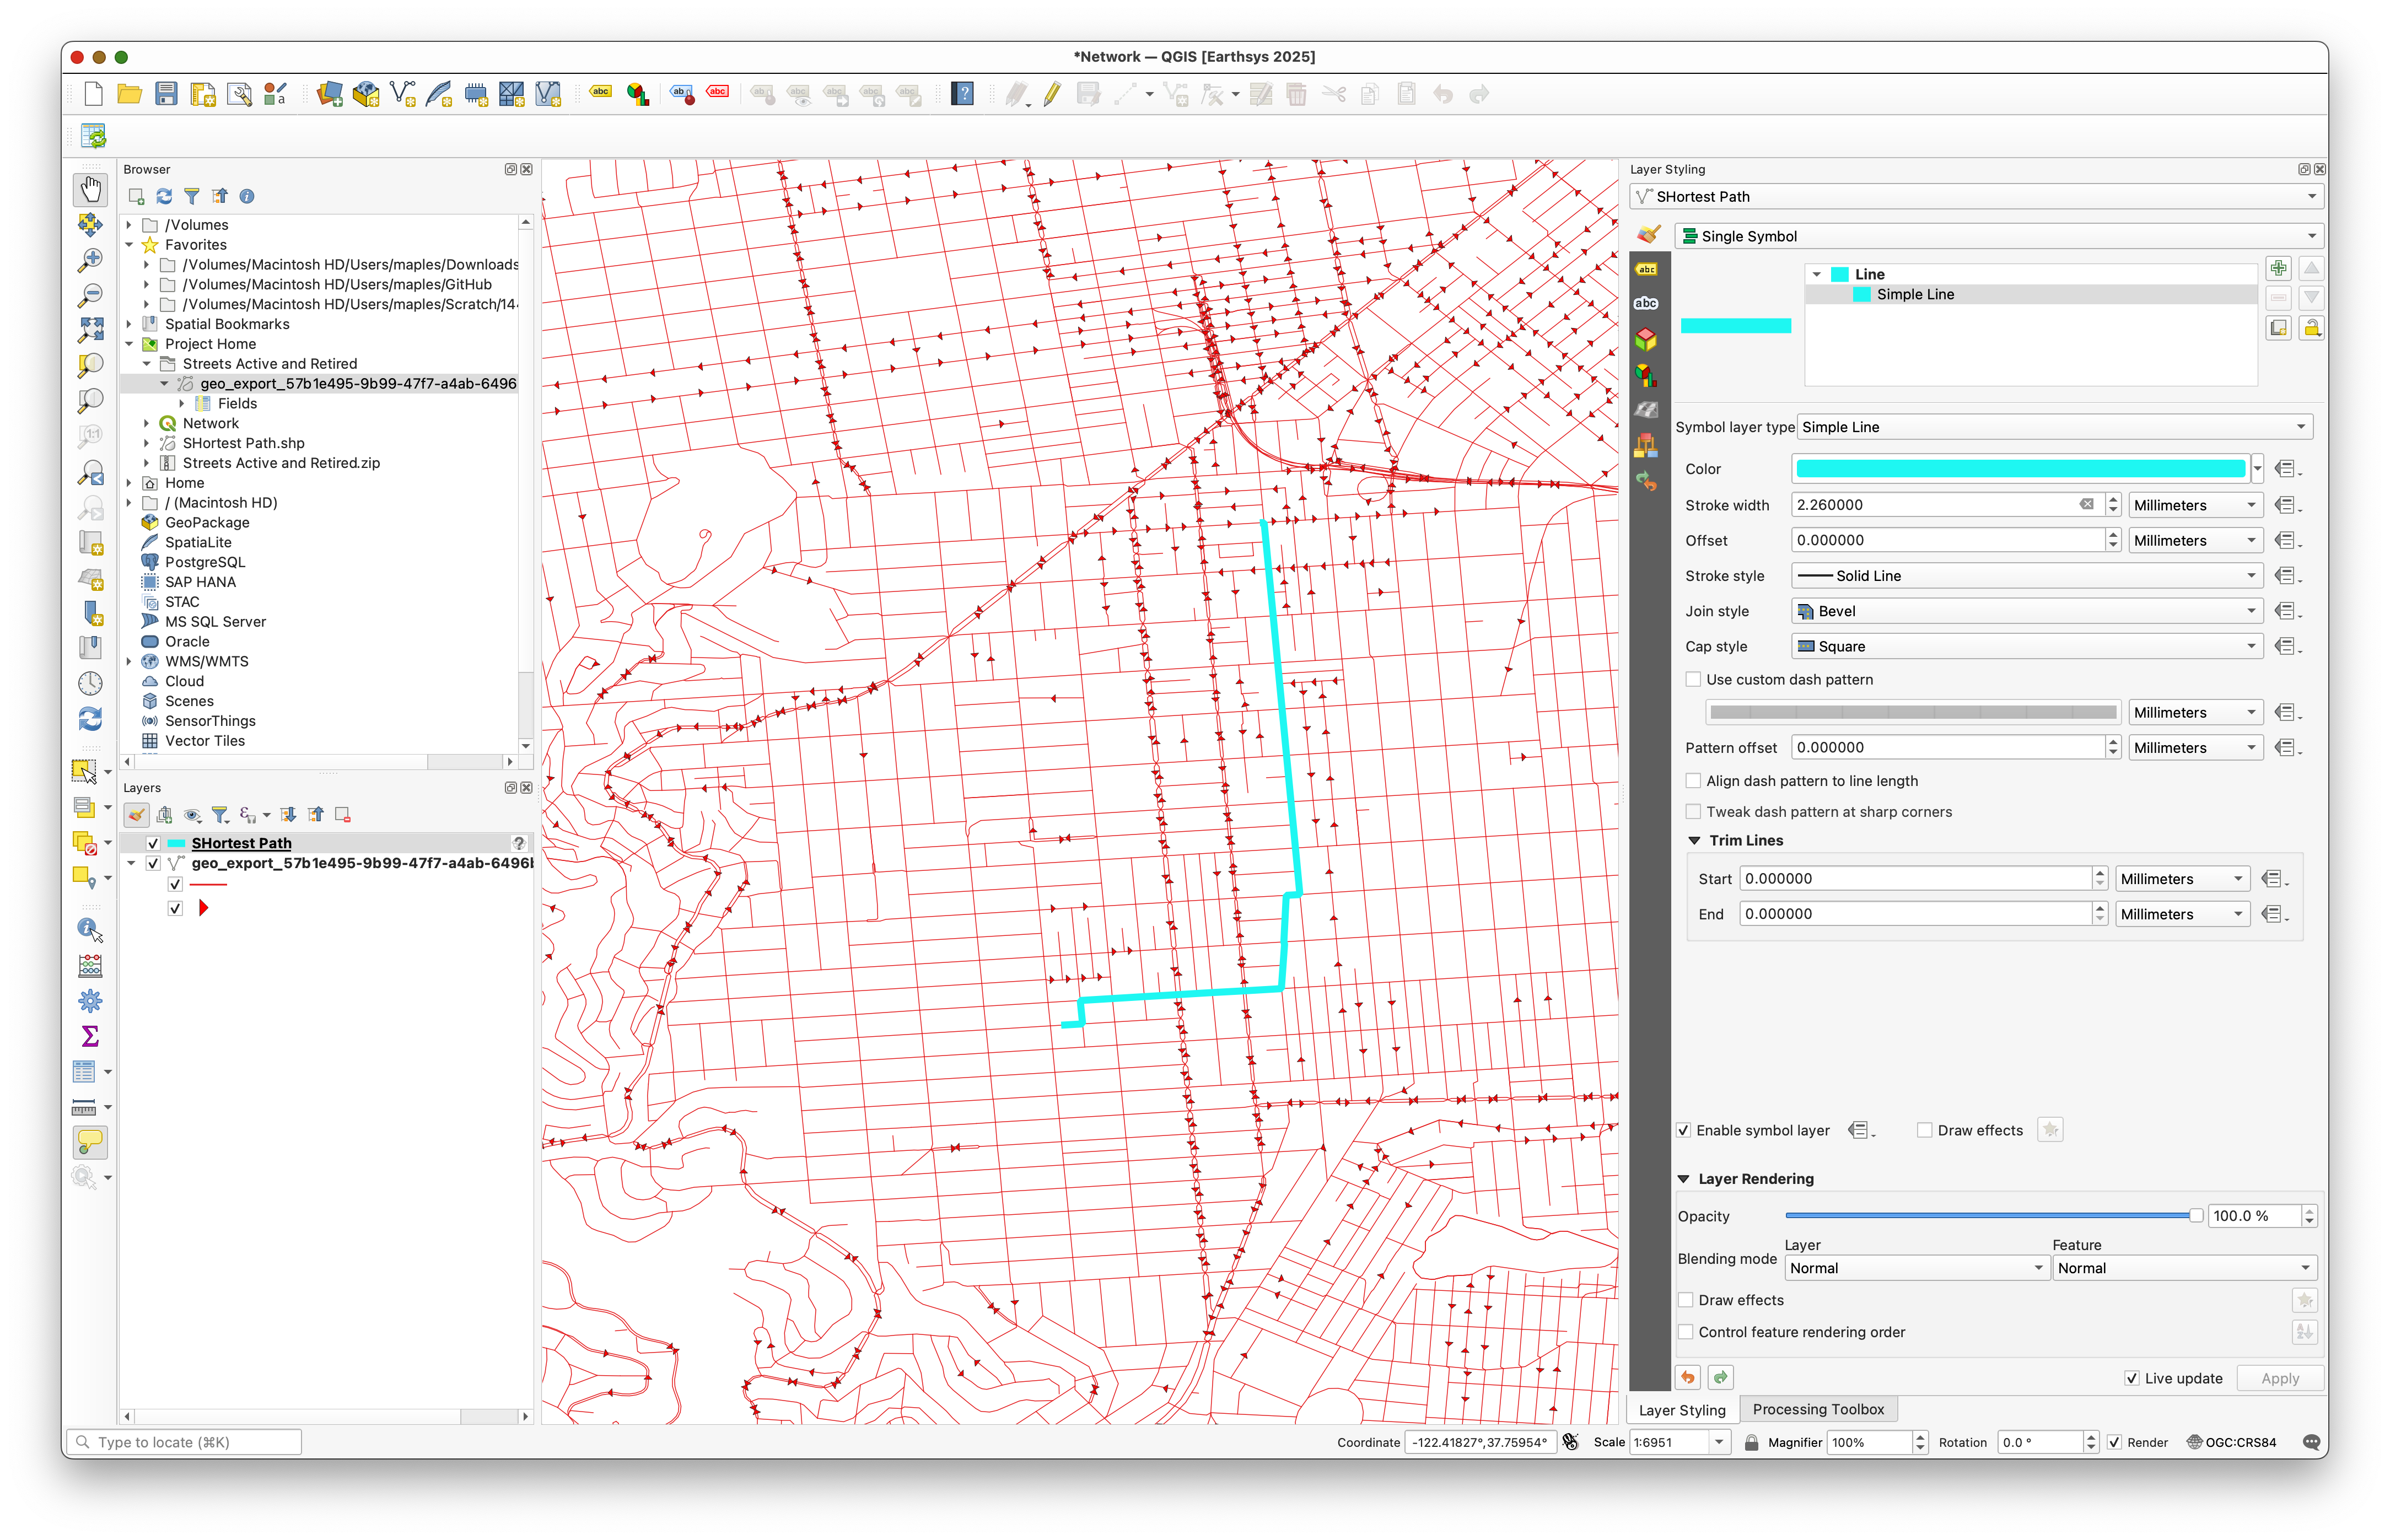 *Network — QGIS [Earthsys 2025]
Browser
/Volumes
Favorites
/Volumes/Macintosh HD/Users/maples/Downloads
/Volumes/Macintosh HD/Users/maples/GitHub
/Volumes/Macintosh HD/Users/maples/Scratch/14
Spatial Bookmarks
Project Home
Streets Active and Retired
geo_export_57b1e495-9b99-47f7-a4ab-6496
Fields
Network
SHortest Path.shp
Streets Active and Retired.zip
Home
/ (Macintosh HD)
GeoPackage
SpatiaLite
PostgreSQL
SAP HANA
STAC
MS SQL Server
Oracle
WMS/WMTS
Cloud
Scenes
SensorThings
Vector Tiles
Layers
SHortest Path
geo_export_57b1e495-9b99-47f7-a4ab-6496b
Layer Styling
SHortest Path
Single Symbol
Line
Simple Line
Symbol layer type Simple Line
Color
Stroke width 2.260000 Millimeters
Offset 0.000000 Millimeters
Stroke style Solid Line
Join style Bevel
Cap style Square
Use custom dash pattern
Millimeters
Pattern offset 0.000000 Millimeters
Align dash pattern to line length
Tweak dash pattern at sharp corners
Trim Lines
Start 0.000000 Millimeters
End 0.000000 Millimeters
Enable symbol layer Draw effects
Layer Rendering
Opacity 100.0 %
Layer Feature
Blending mode Normal Normal
Draw effects
Control feature rendering order
Live update Apply
Layer Styling Processing Toolbox
Type to locate (⌘K) Coordinate -122.41827°,37.75954° Scale 1:6951 Magnifier 100% Rotation 0.0 ° Render OGC:CRS84